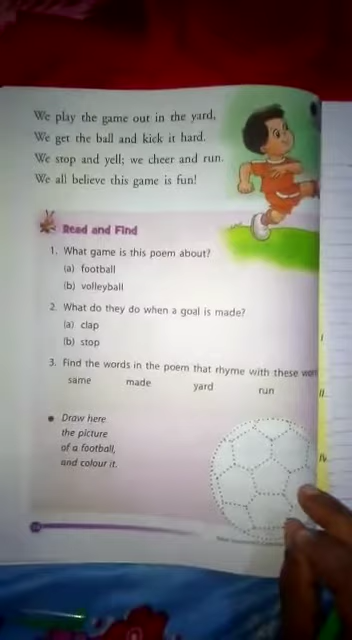 We play the game out in the yard,
We get the ball and kick it hard.
We stop and yell; we cheer and run.
We all believe this game is fun!
Read and Find
1. What game is this poem about?
(a) football
(b) volleyball
2. What do they do when a goal is made?
(a) clap
(b) stop
3. Find the words in the poem that rhyme with these
same made yard run
• Draw here
the picture
of a football,
and colour it.